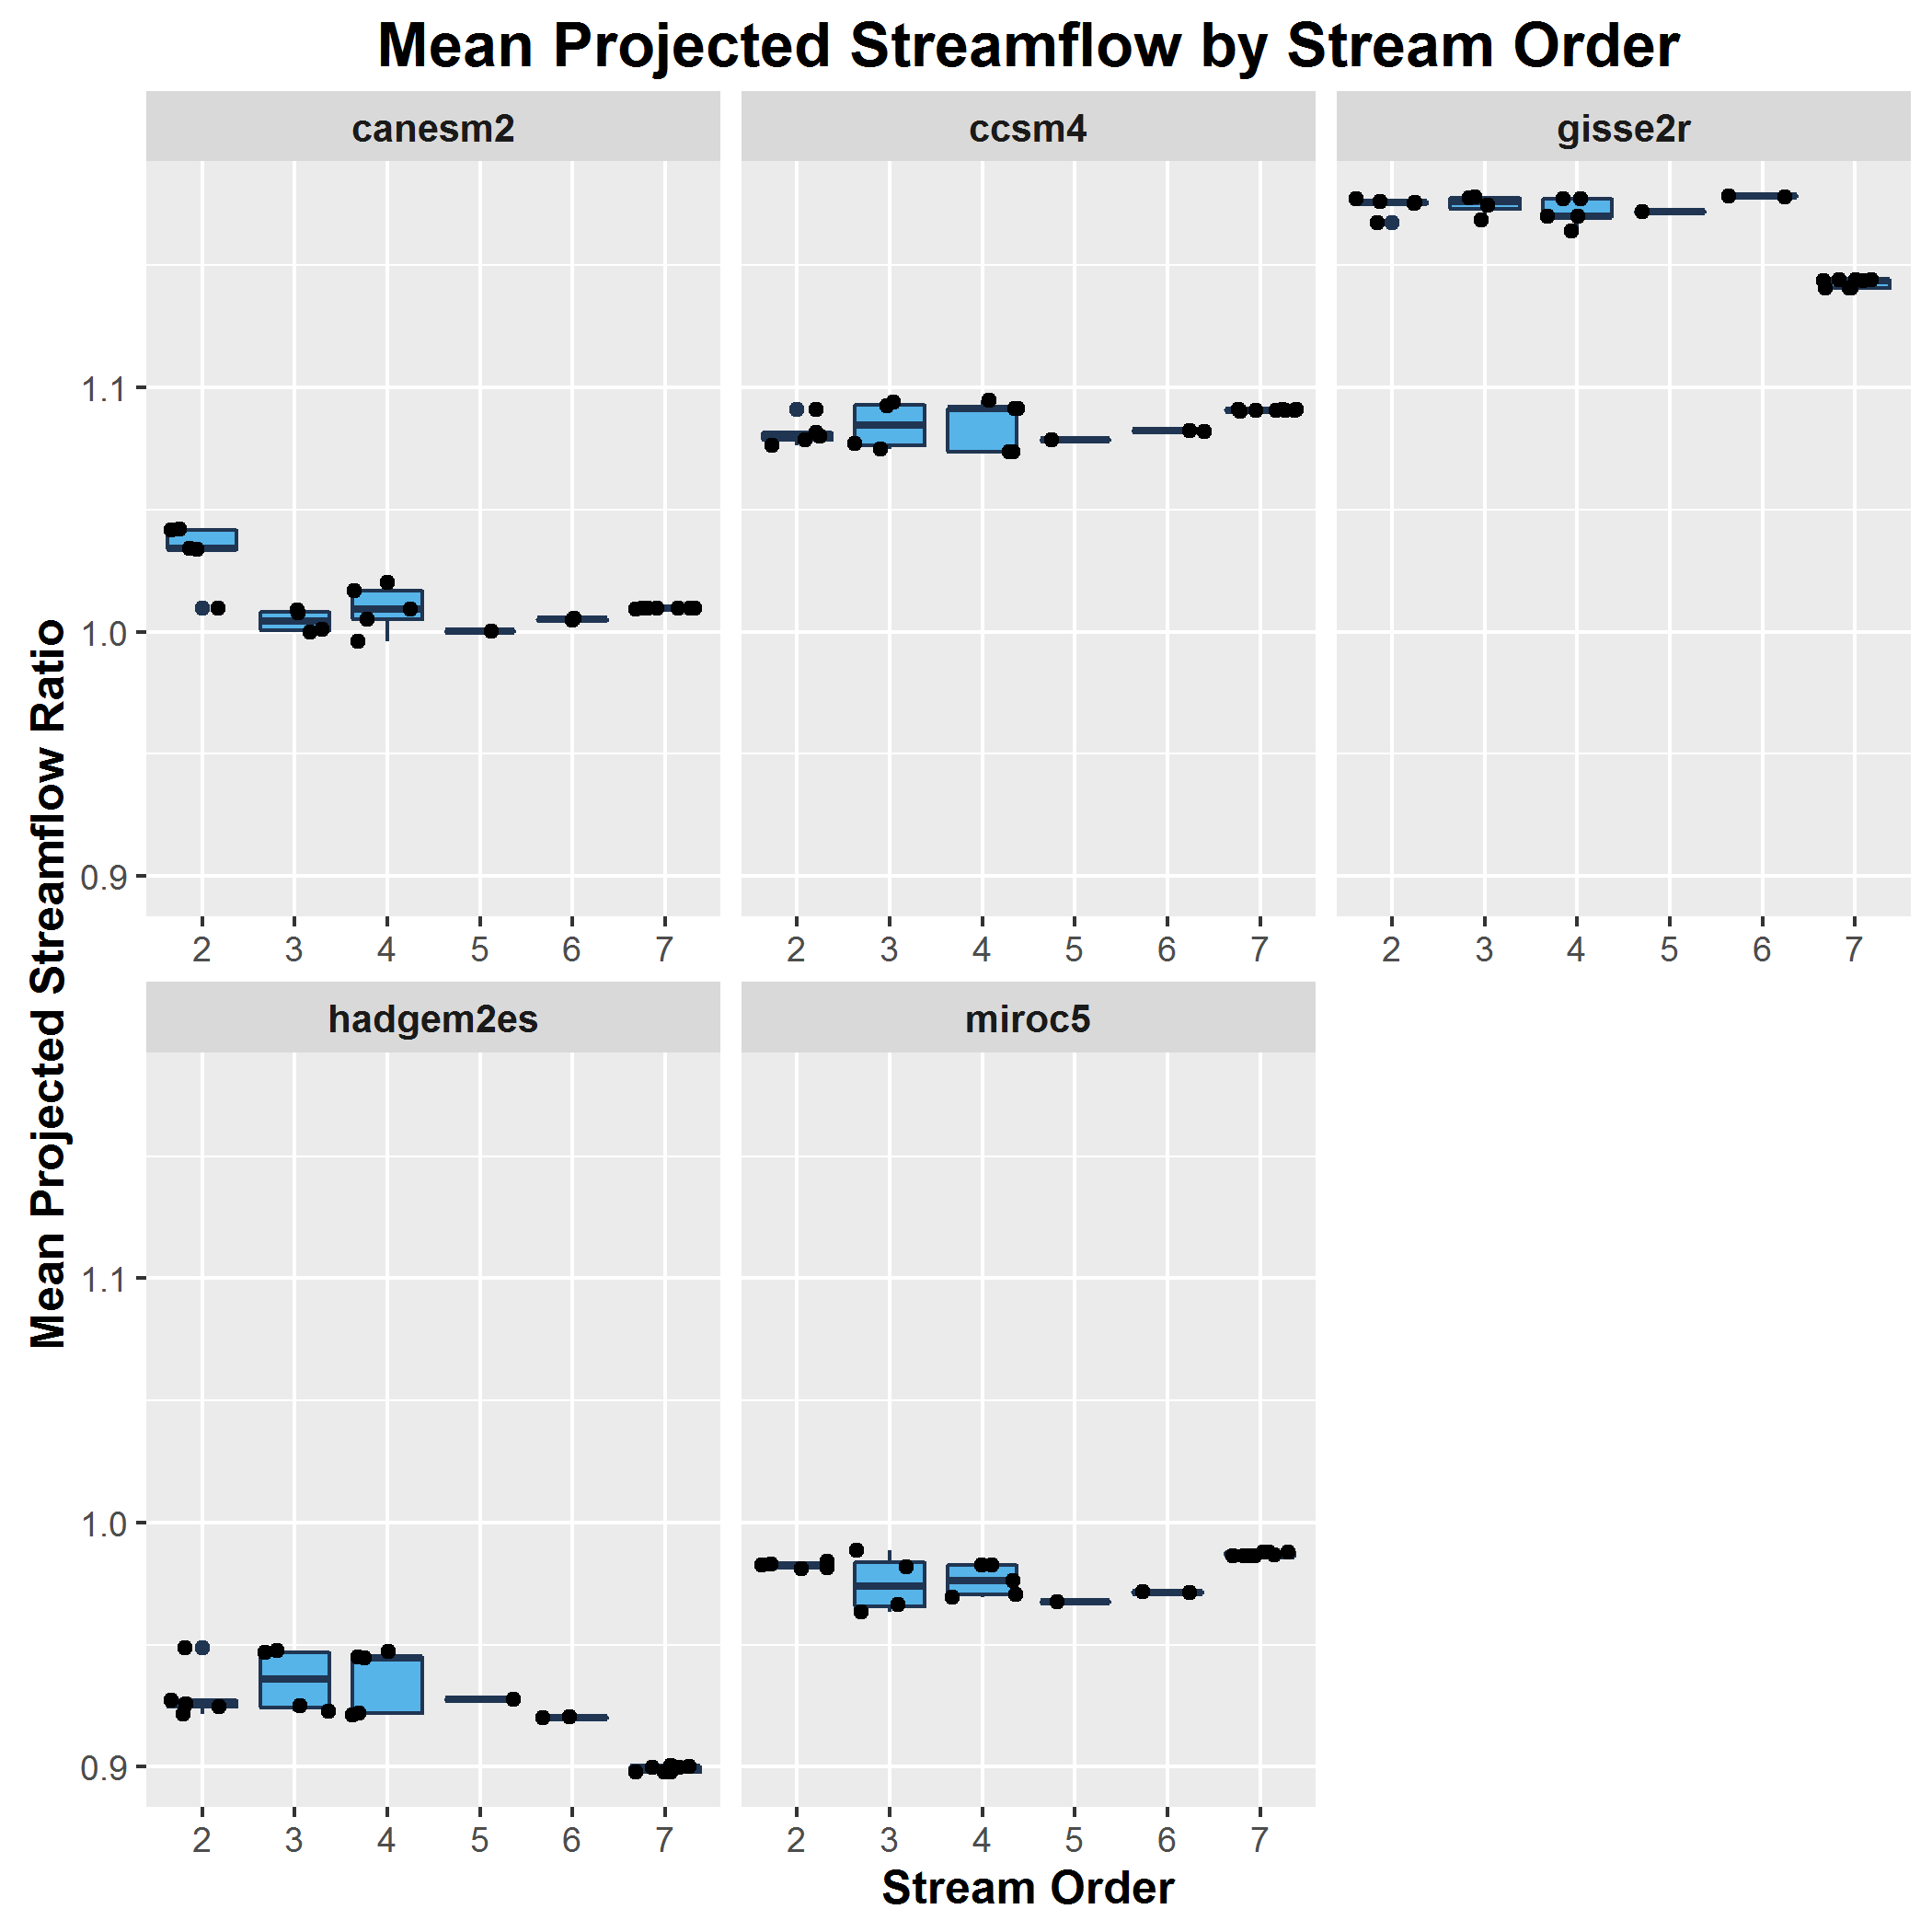 Mean Projected Streamflow by Stream Order
canesm2
ccsm4
gisse2r
1.1
1.0
0.9
2 3 4 5 6 7
2 3 4 5 6 7
2 3 4 5 6 7
Mean Projected Streamflow Ratio
hadgem2es
miroc5
1.1
1.0
0.9
2 3 4 5 6 7
2 3 4 5 6 7
Stream Order